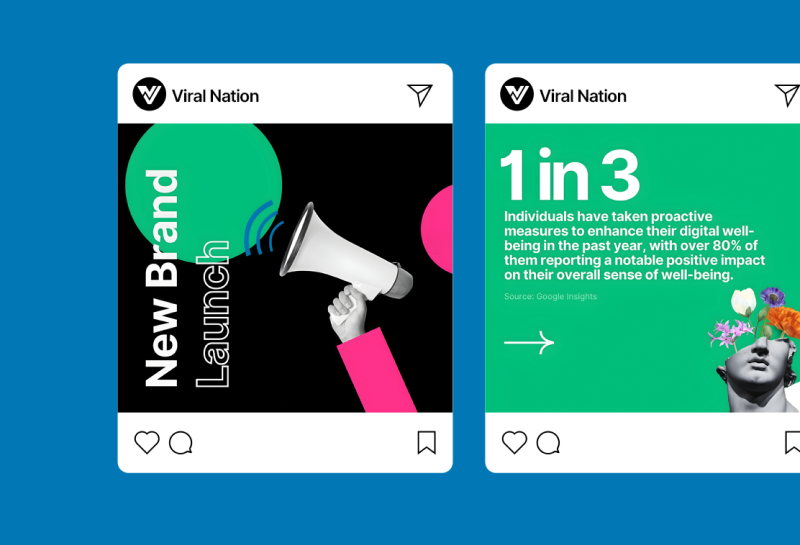 Viral Nation
New Brand
Launch
Viral Nation
1 in 3
Individuals have taken proactive
measures to enhance their digital well-
being in the past year, with over 80% of
them reporting a notable positive impact
on their overall sense of well-being.
Source: Google Insights